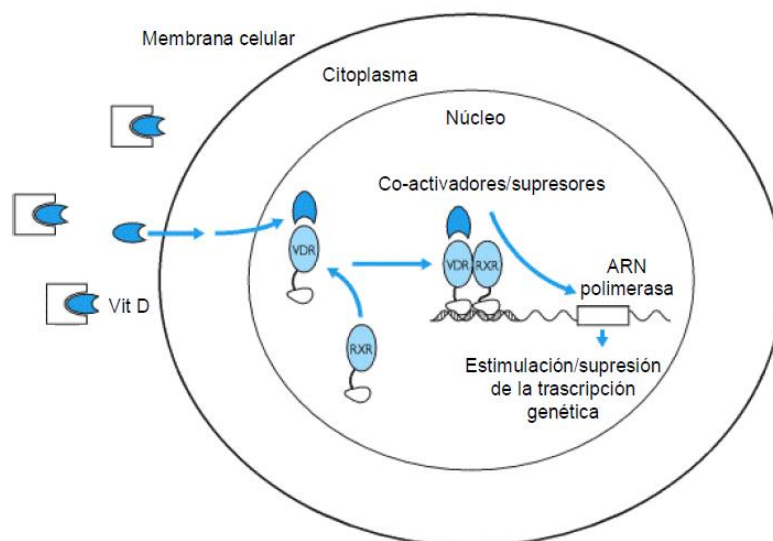 Membrana celular
Citoplasma
Núcleo
Co-activadores/supresores
VDR
VDR
RXR
ARN
polimerasa
Vit D
RXR
Estimulación/supresión
de la trascripción
genética